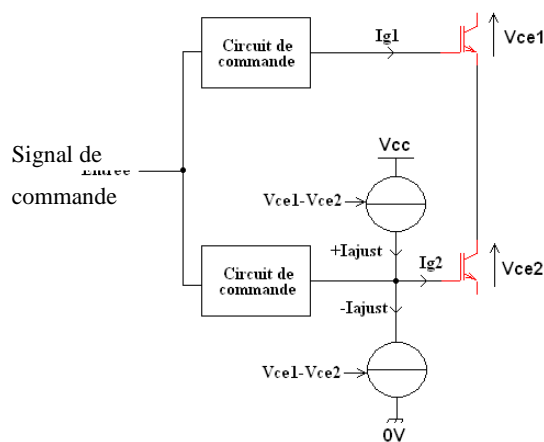 Circuit de
commande
Ig1
Vce1
Signal de
Entrée
commande
Vcc
Vce1-Vce2
+Iajust
Circuit de
commande
Ig2
Vce2
-Iajust
Vce1-Vce2
0V